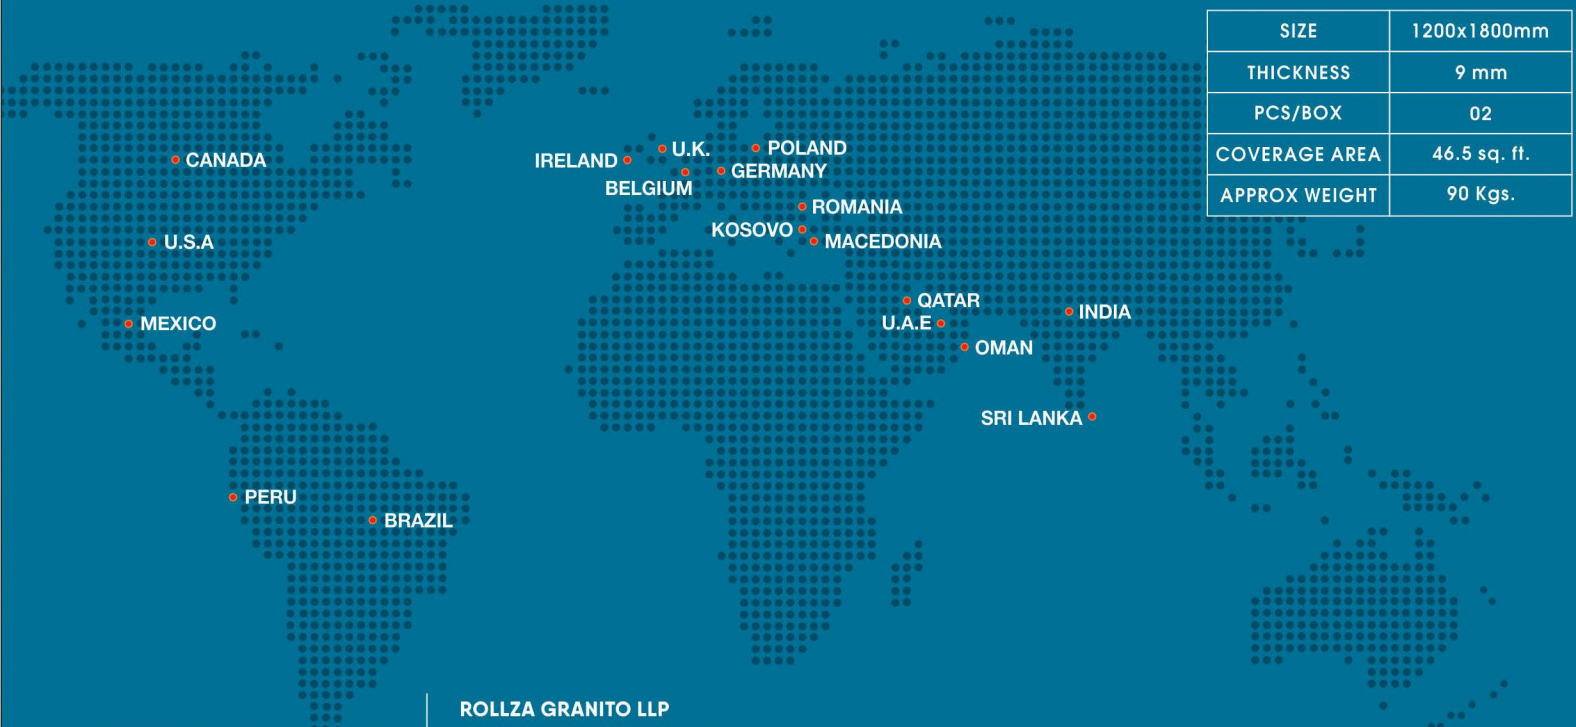 SIZE 1200x1800mm
THICKNESS 9 mm
PCS/BOX 02
COVERAGE AREA 46.5 sq. ft.
APPROX WEIGHT 90 Kgs.
CANADA
U.S.A
MEXICO
PERU
BRAZIL
IRELAND
U.K.
POLAND
BELGIUM
GERMANY
ROMANIA
KOSOVO
MACEDONIA
QATAR
U.A.E
OMAN
INDIA
SRI LANKA
ROLLZA GRANITO LLP